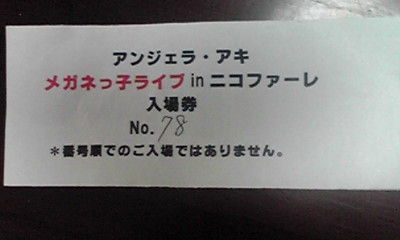 アンジェラ・アキ
メガネっ子ライブ in ニコファーレ
入場券
No. 78
＊番号順でのご入場ではありません。